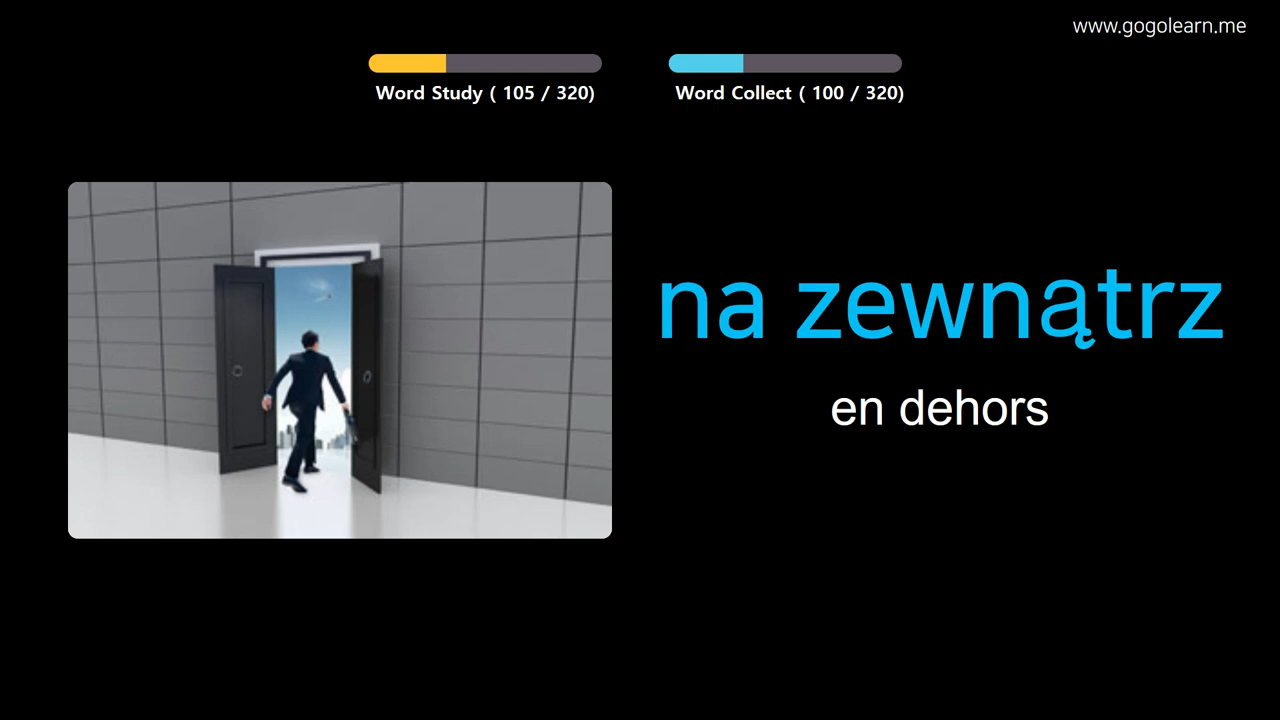 www.gogolearn.me
Word Study ( 105 / 320)
Word Collect ( 100 / 320)
na zewnątrz
en dehors